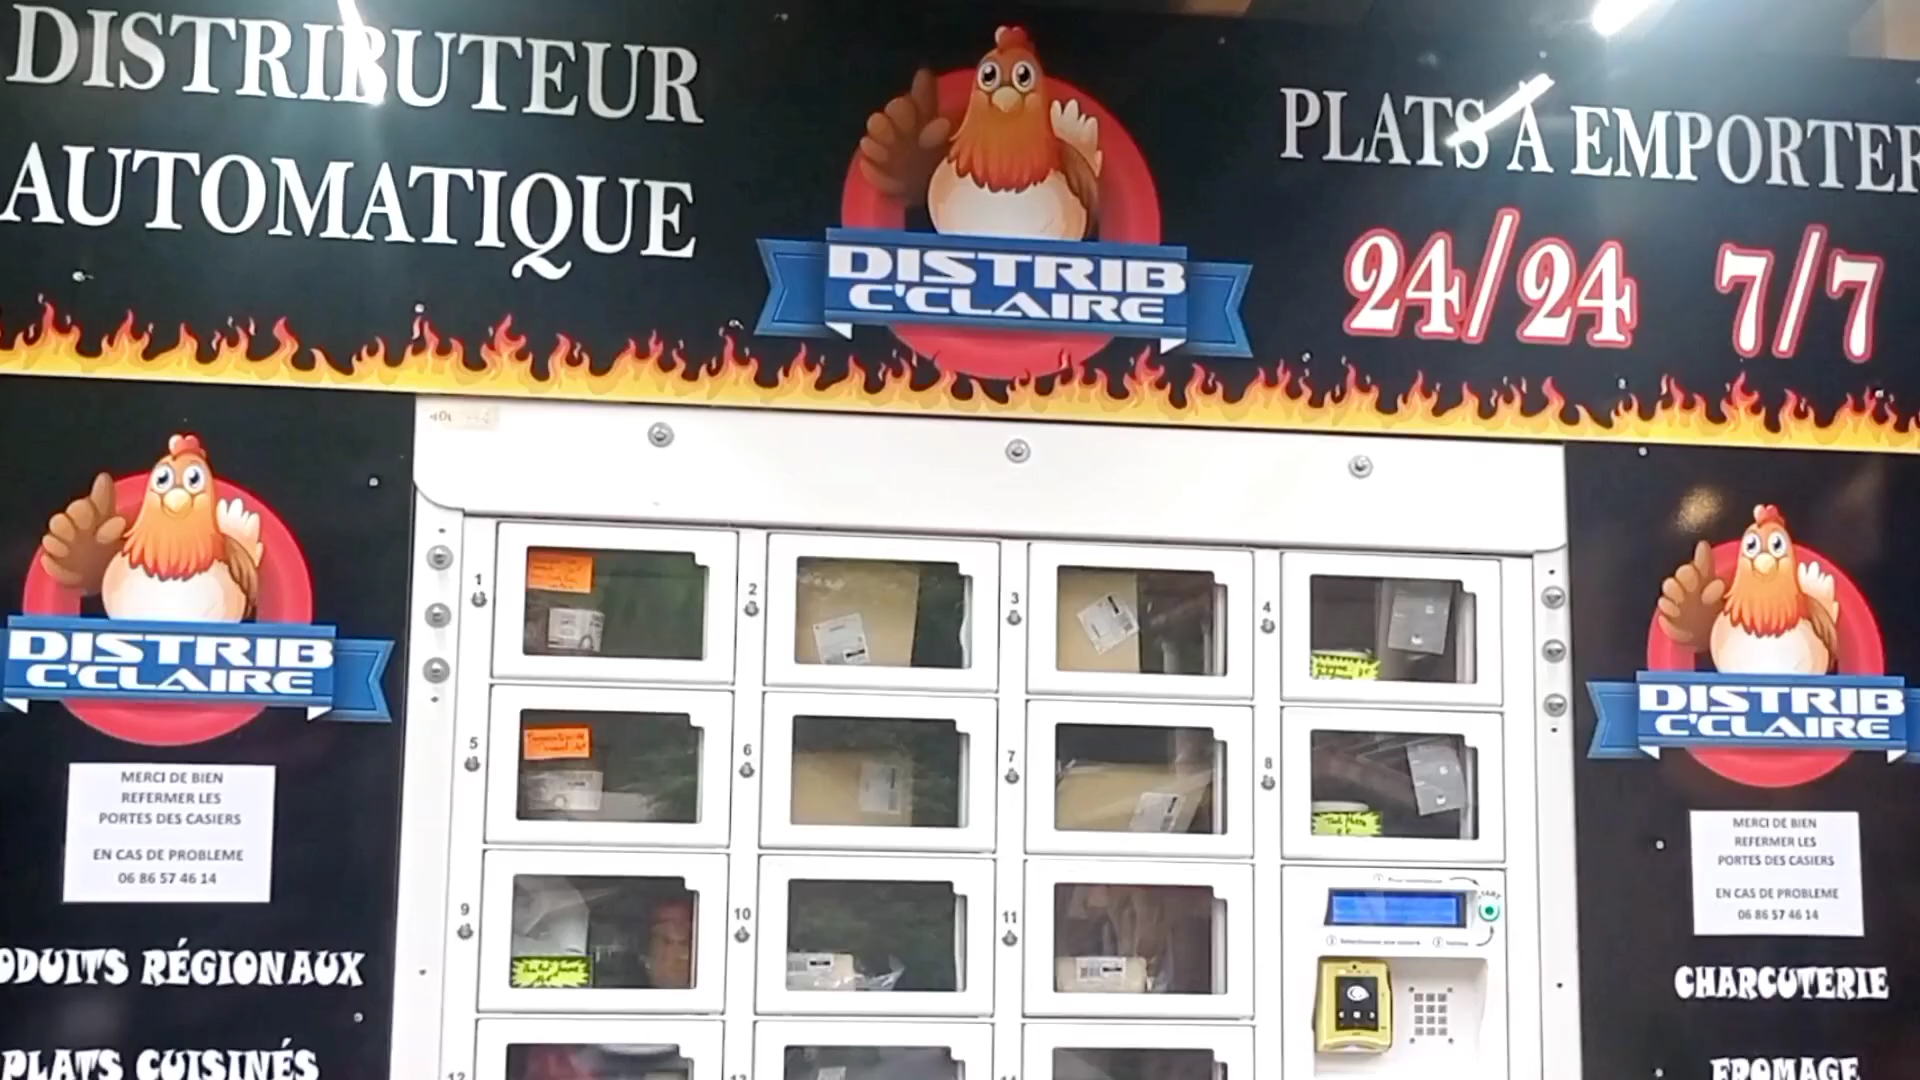 DISTRIBUTEUR
AUTOMATIQUE
DISTRIB
C'CLAIRE
PLATS À EMPORTER
24/24 7/7
DISTRIB
C'CLAIRE
MERCI DE BIEN
REFERMER LES
PORTES DES CASIERS
EN CAS DE PROBLEME
06 86 57 46 14
ODUITS RÉGIONAUX
PLATS CUISINÉS
1
2
3
4
5
6
7
8
9
10
11
12
13
START
DISTRIB
C'CLAIRE
MERCI DE BIEN
REFERMER LES
PORTES DES CASIERS
EN CAS DE PROBLEME
06 86 57 46 14
CHARCUTERIE
FROMAGE